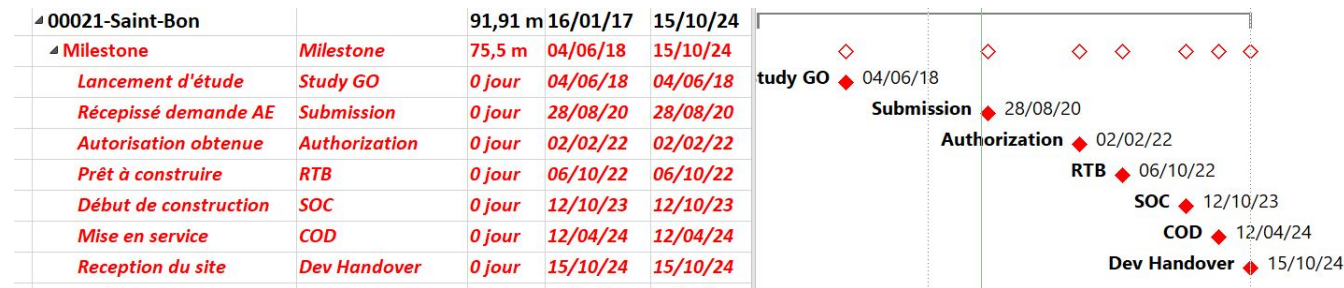 00021-Saint-Bon 91,91 m 16/01/17 15/10/24
Milestone Milestone 75,5 m 04/06/18 15/10/24
Lancement d'étude Study GO 0 jour 04/06/18 04/06/18 tudy GO 04/06/18
Récepissé demande AE Submission 0 jour 28/08/20 28/08/20 Submission 28/08/20
Autorisation obtenue Authorization 0 jour 02/02/22 02/02/22 Authorization 02/02/22
Prêt à construire RTB 0 jour 06/10/22 06/10/22 RTB 06/10/22
Début de construction SOC 0 jour 12/10/23 12/10/23 SOC 12/10/23
Mise en service COD 0 jour 12/04/24 12/04/24 COD 12/04/24
Reception du site Dev Handover 0 jour 15/10/24 15/10/24 Dev Handover 15/10/24